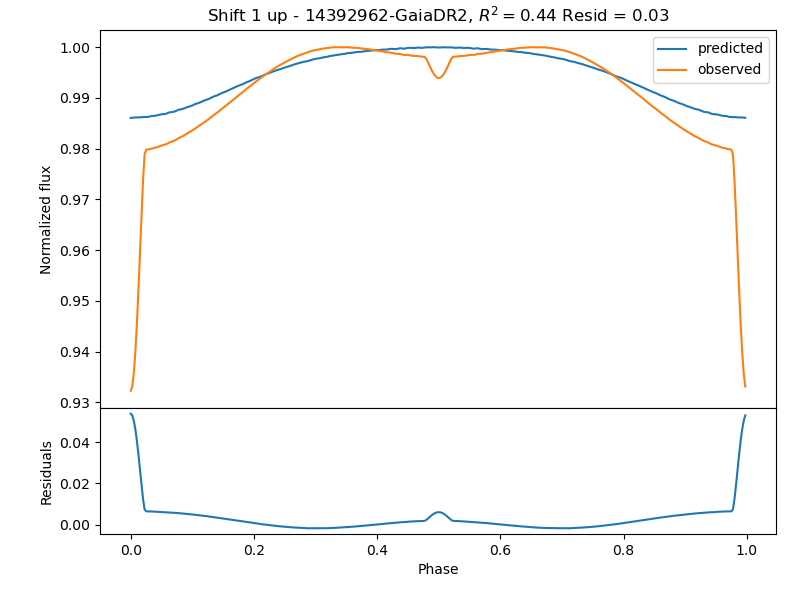 Shift 1 up - 14392962-GaiaDR2, $R^2 = 0.44$ Resid = 0.03
predicted
observed
Normalized flux
1.00
0.99
0.98
0.97
0.96
0.95
0.94
0.93
Residuals
0.04
0.02
0.00
0.0 0.2 0.4 0.6 0.8 1.0
Phase